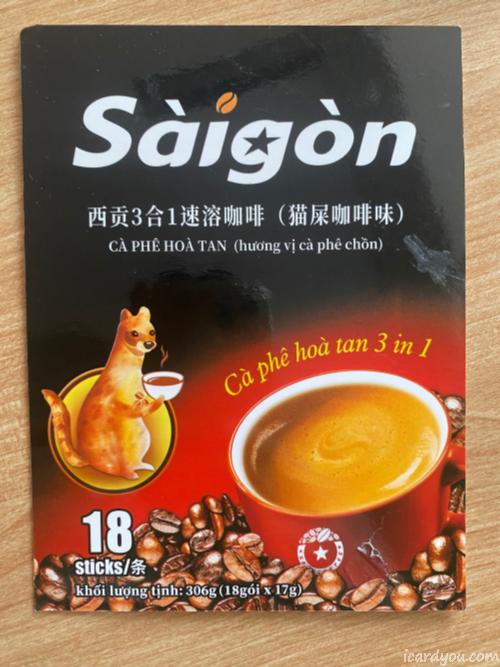 Sàigòn
西贡3合1速溶咖啡（猫屎咖啡味）
CÀ PHÊ HOÀ TAN (hương vị cà phê chồn)
Cà phê hoà tan 3 in 1
18
sticks/条
khối lượng tịnh: 306g (18gói x 17g)
icardyou.com